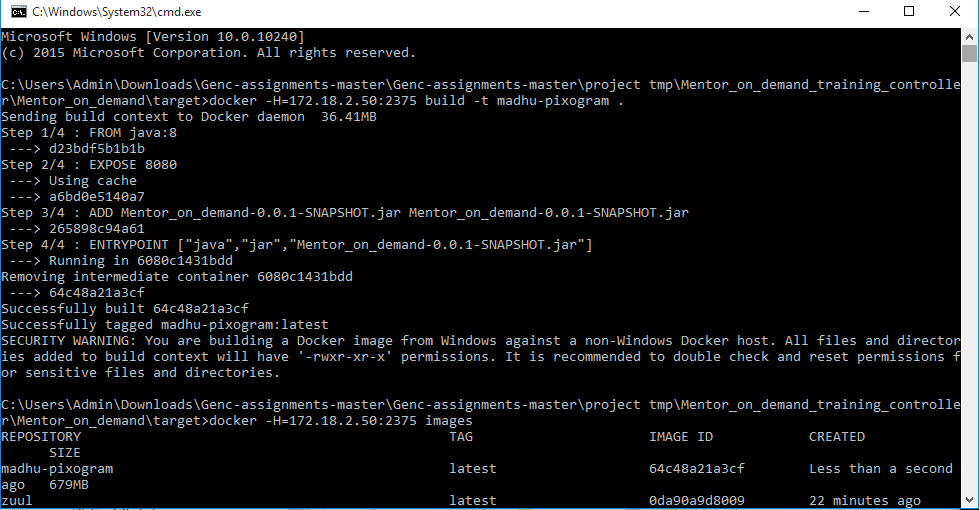 C:\Windows\System32\cmd.exe
Microsoft Windows [Version 10.0.10240]
(c) 2015 Microsoft Corporation. All rights reserved.
C:\Users\Admin\Downloads\Genc-assignments-master\Genc-assignments-master\project tmp\Mentor_on_demand_training_controlle
r\Mentor_on_demand\target>docker -H=172.18.2.50:2375 build -t madhu-pixogram .
Sending build context to Docker daemon  36.41MB
Step 1/4 : FROM java:8
 ---> d23bdf5b1b1b
Step 2/4 : EXPOSE 8080
 ---> Using cache
 ---> a6bd0e5140a7
Step 3/4 : ADD Mentor_on_demand-0.0.1-SNAPSHOT.jar Mentor_on_demand-0.0.1-SNAPSHOT.jar
 ---> 265898c94a61
Step 4/4 : ENTRYPOINT ["java","jar","Mentor_on_demand-0.0.1-SNAPSHOT.jar"]
 ---> Running in 6080c1431bdd
Removing intermediate container 6080c1431bdd
 ---> 64c48a21a3cf
Successfully built 64c48a21a3cf
Successfully tagged madhu-pixogram:latest
SECURITY WARNING: You are building a Docker image from Windows against a non-Windows Docker host. All files and director
ies added to build context will have '-rwxr-xr-x' permissions. It is recommended to double check and reset permissions f
or sensitive files and directories.
C:\Users\Admin\Downloads\Genc-assignments-master\Genc-assignments-master\project tmp\Mentor_on_demand_training_controlle
r\Mentor_on_demand\target>docker -H=172.18.2.50:2375 images
REPOSITORY TAG IMAGE ID CREATED
SIZE
madhu-pixogram latest 64c48a21a3cf Less than a second
ago 679MB
zuul latest 0da90a9d8009 22 minutes ago